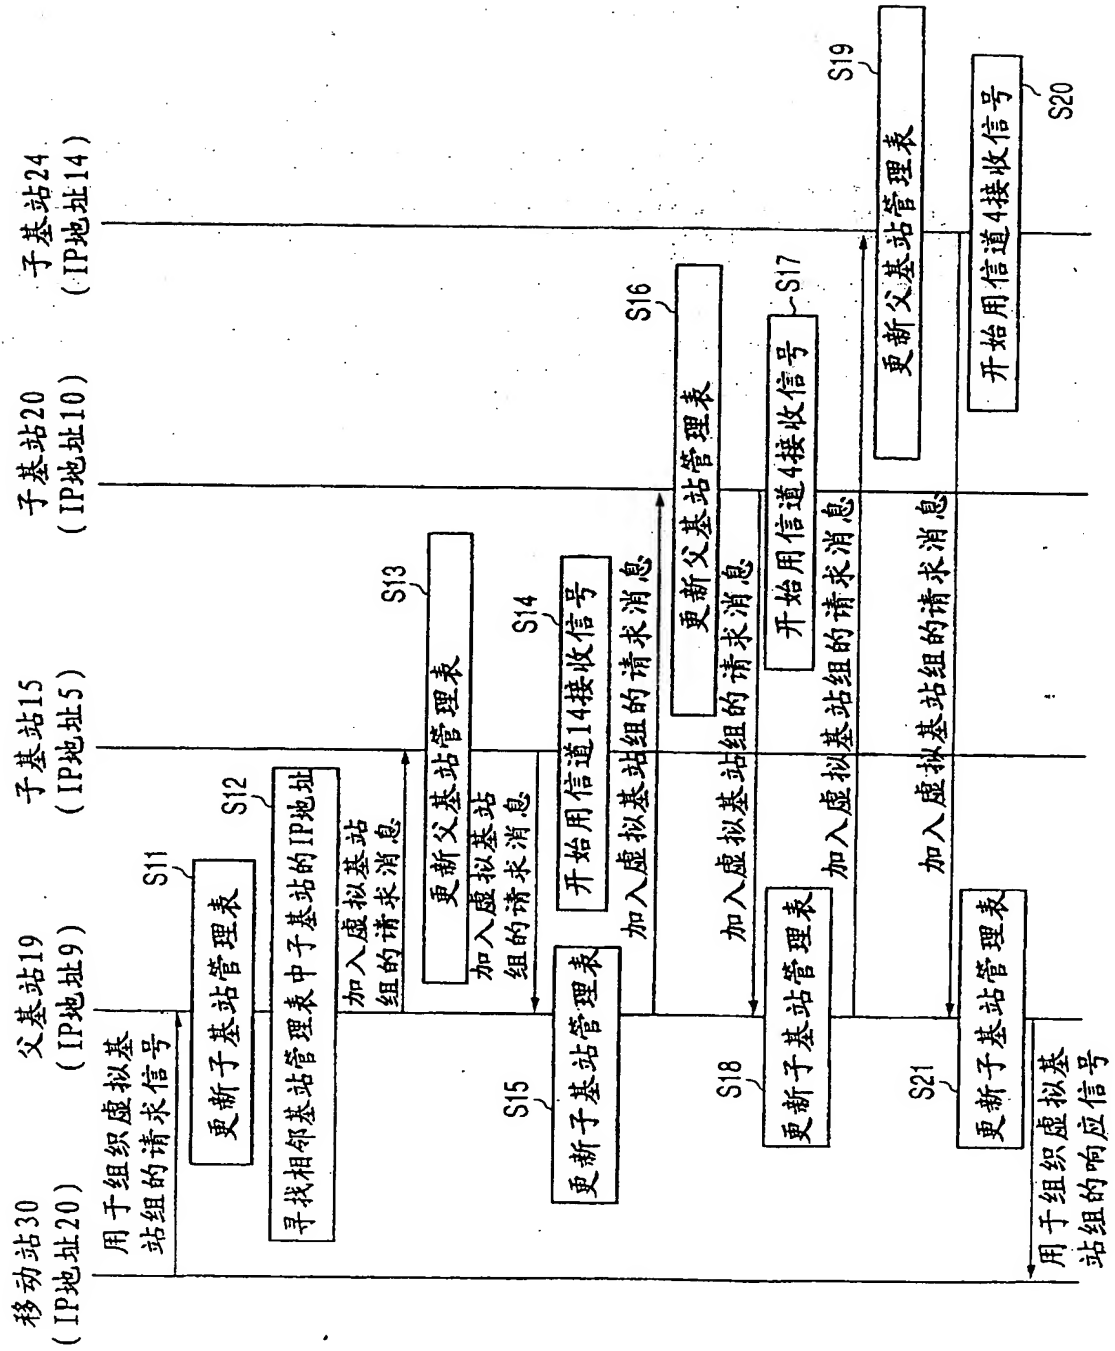 移动站30
(IP地址20)
父基站19
(IP地址9)
子基站15
(IP地址5)
子基站20
(IP地址10)
子基站24
(IP地址14)
用于组织虚拟基
站组的请求信号
S11
更新子基站管理表
S12
寻找相邻基站管理表中子基站的IP地址
加入虚拟基站
组的请求消息
S13
更新父基站管理表
加入虚拟基站
组的请求消息
S14
开始用信道14接收信号
S15
更新子基站管理表
加入虚拟基站组的请求消息
S16
更新父基站管理表
加入虚拟基站组的请求消息
S17
开始用信道4接收信号
S18
更新子基站管理表
加入虚拟基站组的请求消息
S19
更新父基站管理表
加入虚拟基站组的请求消息
S20
开始用信道4接收信号
S21
更新子基站管理表
用于组织虚拟基
站组的响应信号